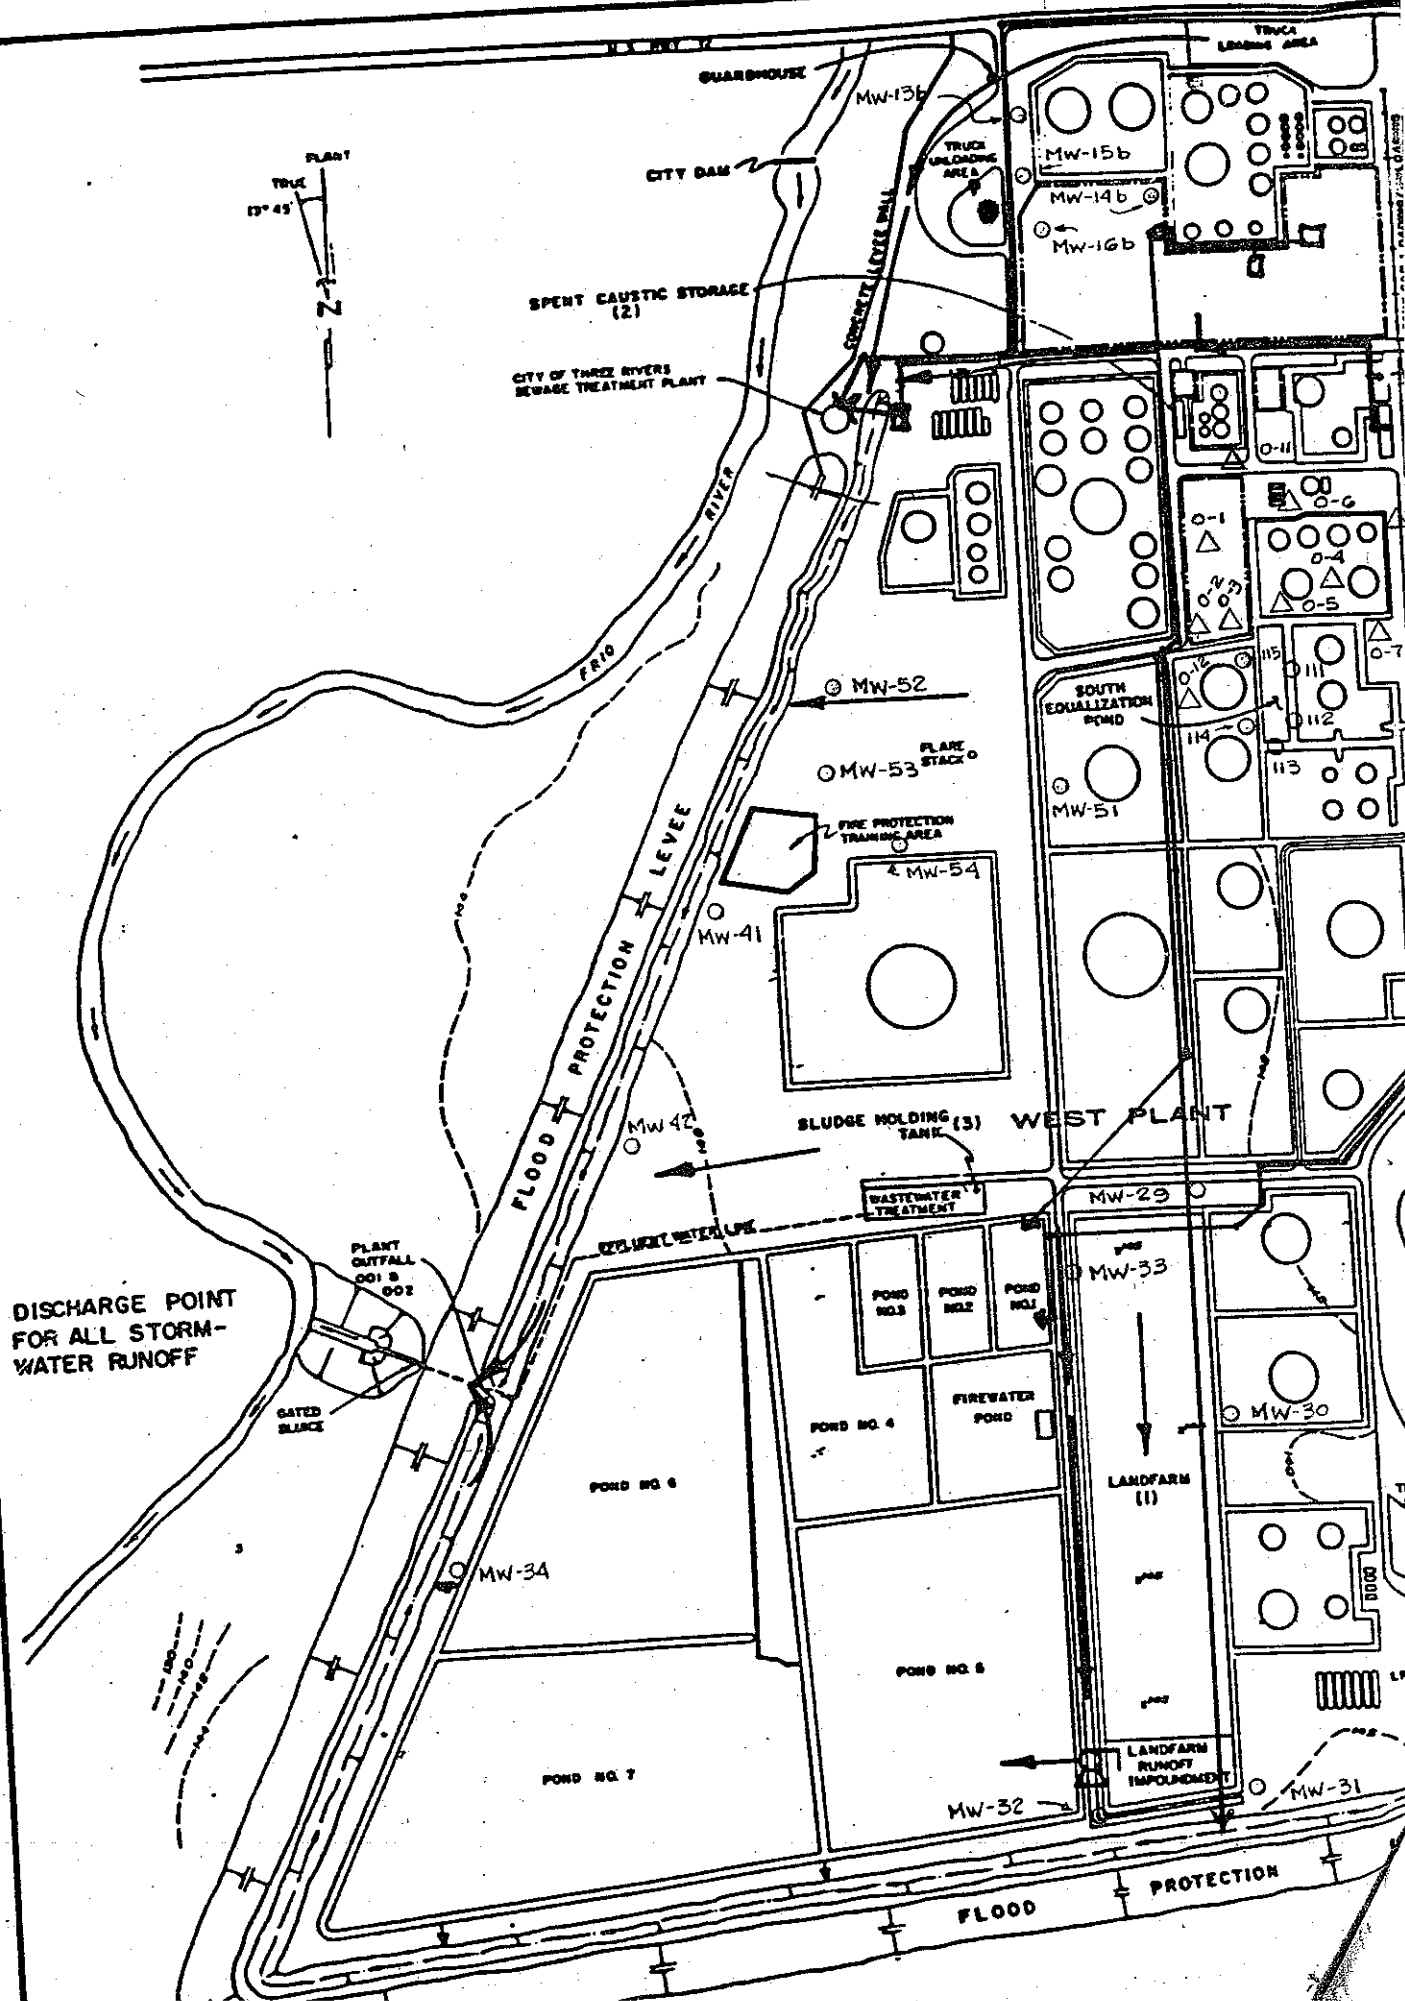 U.S. HWY 72
TRUCK
LOADING AREA
GUARDHOUSE
MW-13b
PLANT
TRUE
13° 45'
N
CITY DAM
TRUCK
UNLOADING
AREA
MW-15b
MW-14b
MW-16b
CONCRETE LEVEE WALL
SPENT CAUSTIC STORAGE
(2)
CITY OF THREE RIVERS
SEWAGE TREATMENT PLANT
O-11
O-6
O-1
O-4
O-2
O-3
O-5
O-7
FRIO
RIVER
MW-52
O-12
115
111
SOUTH
EQUALIZATION
POND
112
114
113
FLARE
STACK
MW-53
MW-51
FIRE PROTECTION
TRAINING AREA
MW-54
MW-41
FLOOD PROTECTION LEVEE
MW 42
SLUDGE HOLDING
TANK (3)
WEST PLANT
WASTEWATER
TREATMENT
MW-29
EFFLUENT WATER LINE
PLANT
OUTFALL
001 &
002
MW-33
POND
NO.3
POND
NO.2
POND
NO.1
DISCHARGE POINT
FOR ALL STORM-
WATER RUNOFF
GATED
SLUICE
POND NO. 4
FIREWATER
POND
MW-30
POND NO. 6
LANDFARM
(1)
MW-34
POND NO. 5
POND NO. 7
LANDFARM
RUNOFF
IMPOUNDMENT
MW-32
MW-31
FLOOD PROTECTION